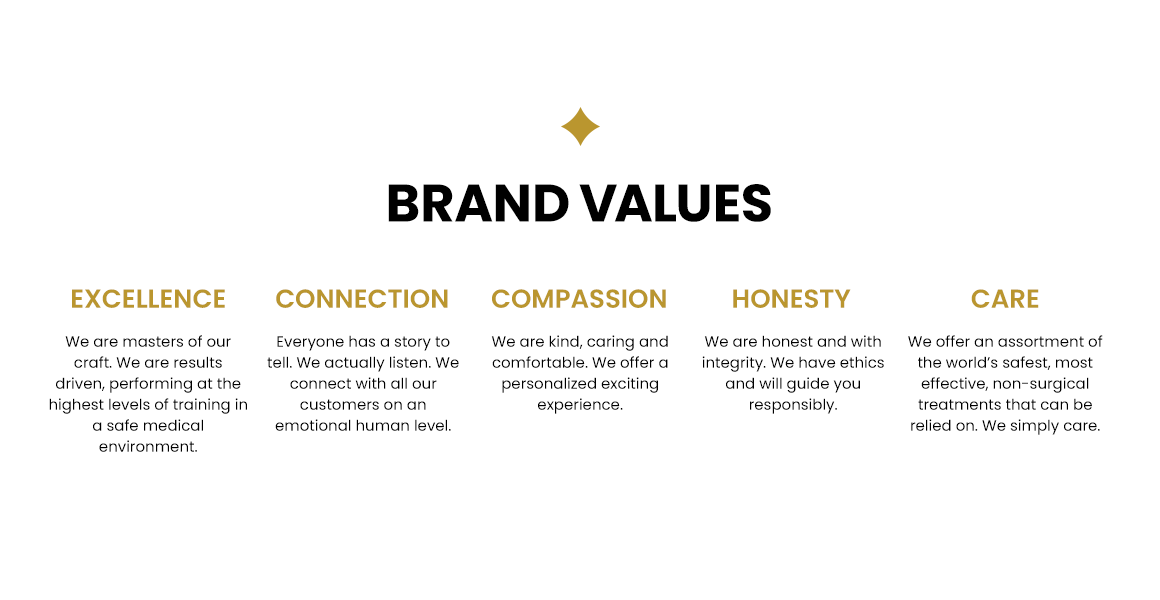 BRAND VALUES
EXCELLENCE
We are masters of our
craft. We are results
driven, performing at the
highest levels of training in
a safe medical
environment.
CONNECTION
Everyone has a story to
tell. We actually listen. We
connect with all our
customers on an
emotional human level.
COMPASSION
We are kind, caring and
comfortable. We offer a
personalized exciting
experience.
HONESTY
We are honest and with
integrity. We have ethics
and will guide you
responsibly.
CARE
We offer an assortment of
the world's safest, most
effective, non-surgical
treatments that can be
relied on. We simply care.